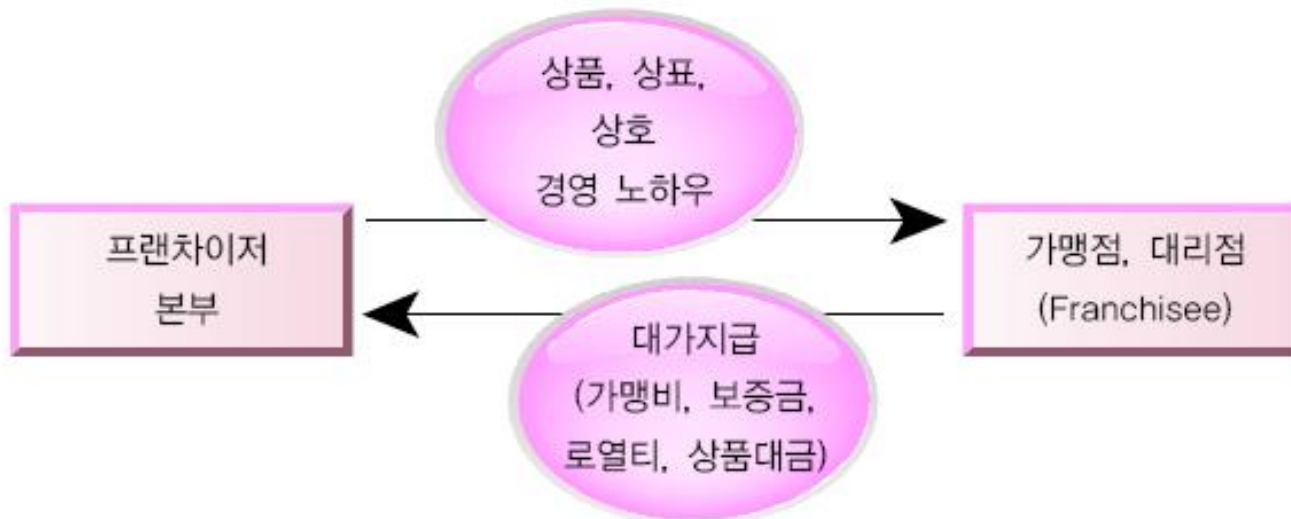 상품, 상표,
상호
경영 노하우
프랜차이저
본부
가맹점, 대리점
(Franchisee)
대가지급
(가맹비, 보증금,
로열티, 상품대금)